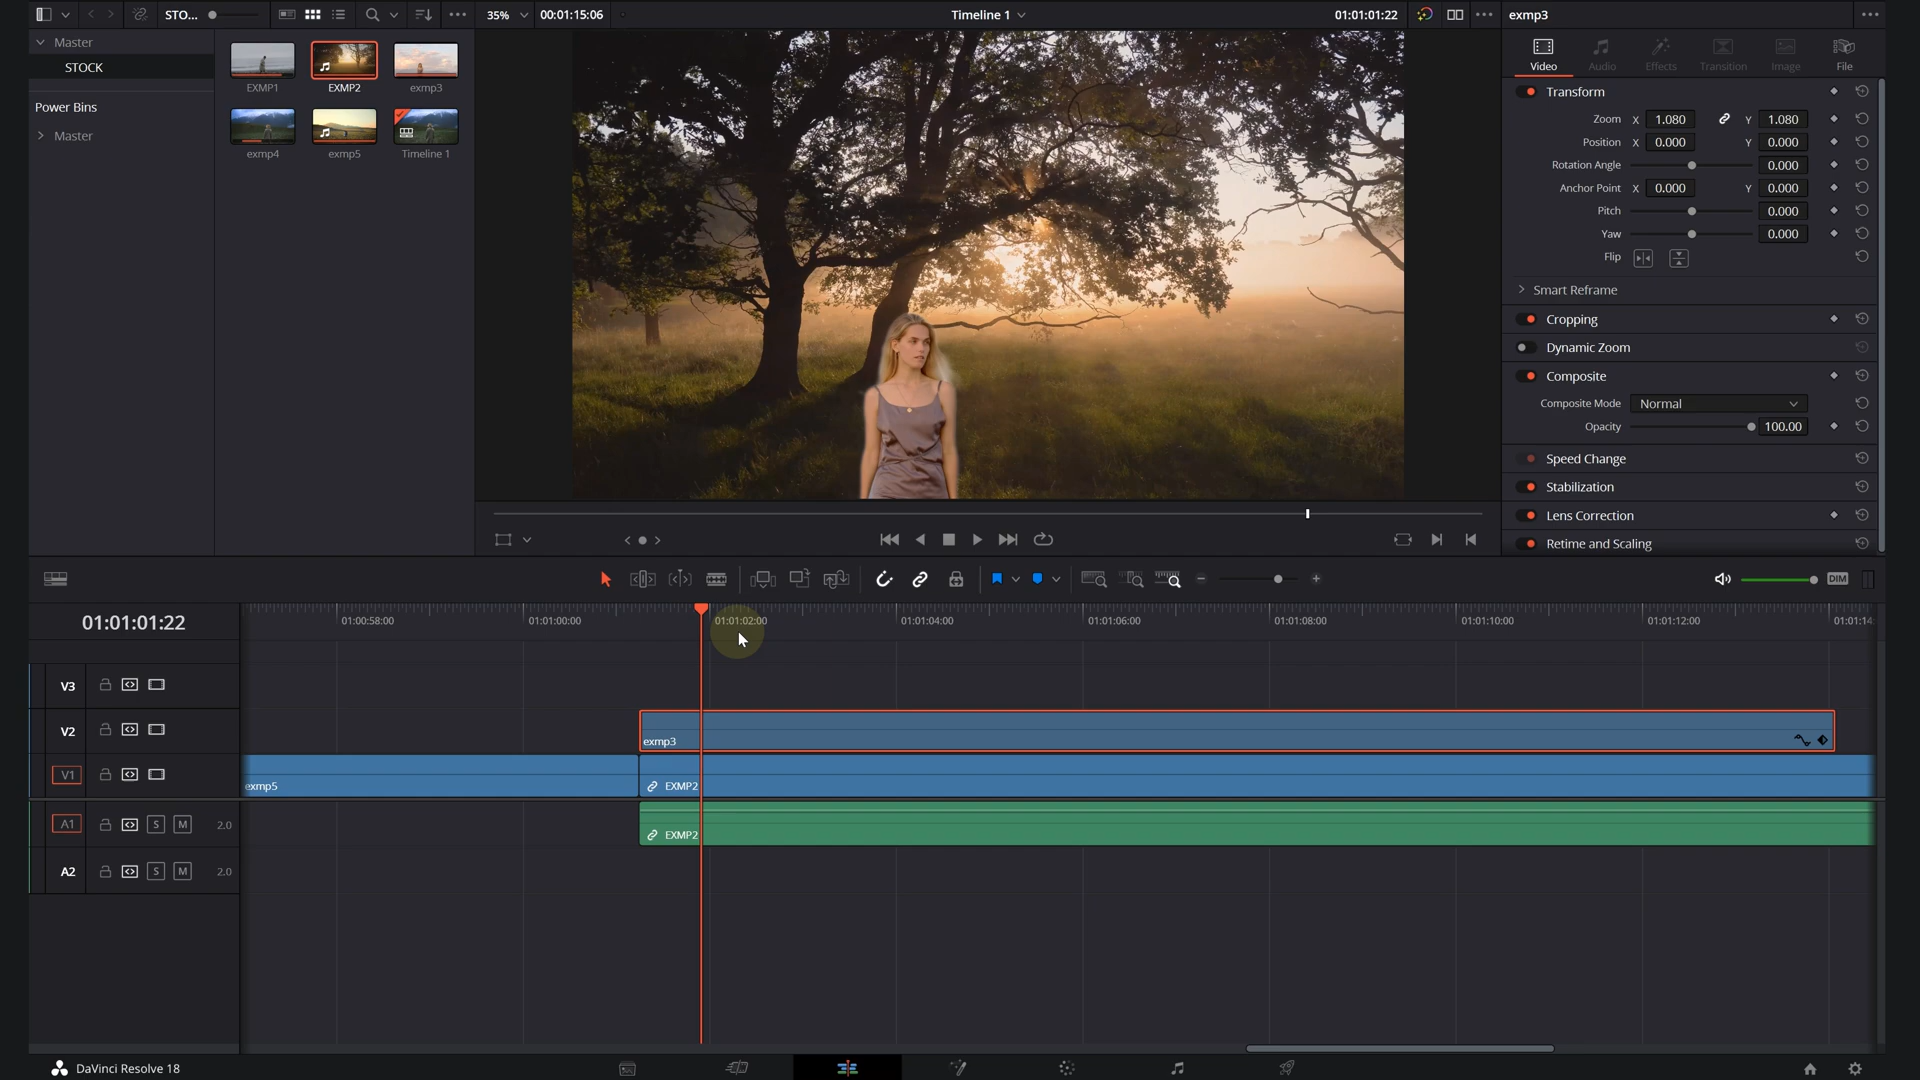 STO...
35%
00:01:15:06
Timeline 1
01:01:01:22
exmp3
Master
STOCK
Power Bins
Master
EXMP1
EXMP2
exmp3
exmp4
exmp5
Timeline 1
Video
Audio
Effects
Transition
Image
File
Transform
Zoom X 1.080 Y 1.080
Position X 0.000 Y 0.000
Rotation Angle 0.000
Anchor Point X 0.000 Y 0.000
Pitch 0.000
Yaw 0.000
Flip
Smart Reframe
Cropping
Dynamic Zoom
Composite
Composite Mode Normal
Opacity 100.00
Speed Change
Stabilization
Lens Correction
Retime and Scaling
DIM
01:01:01:22
01:00:58:00
01:01:00:00
01:01:02:00
01:01:04:00
01:01:06:00
01:01:08:00
01:01:10:00
01:01:12:00
01:01:14:
V3
V2
exmp3
V1
exmp5
EXMP2
A1 S M 2.0
EXMP2
A2 S M 2.0
DaVinci Resolve 18